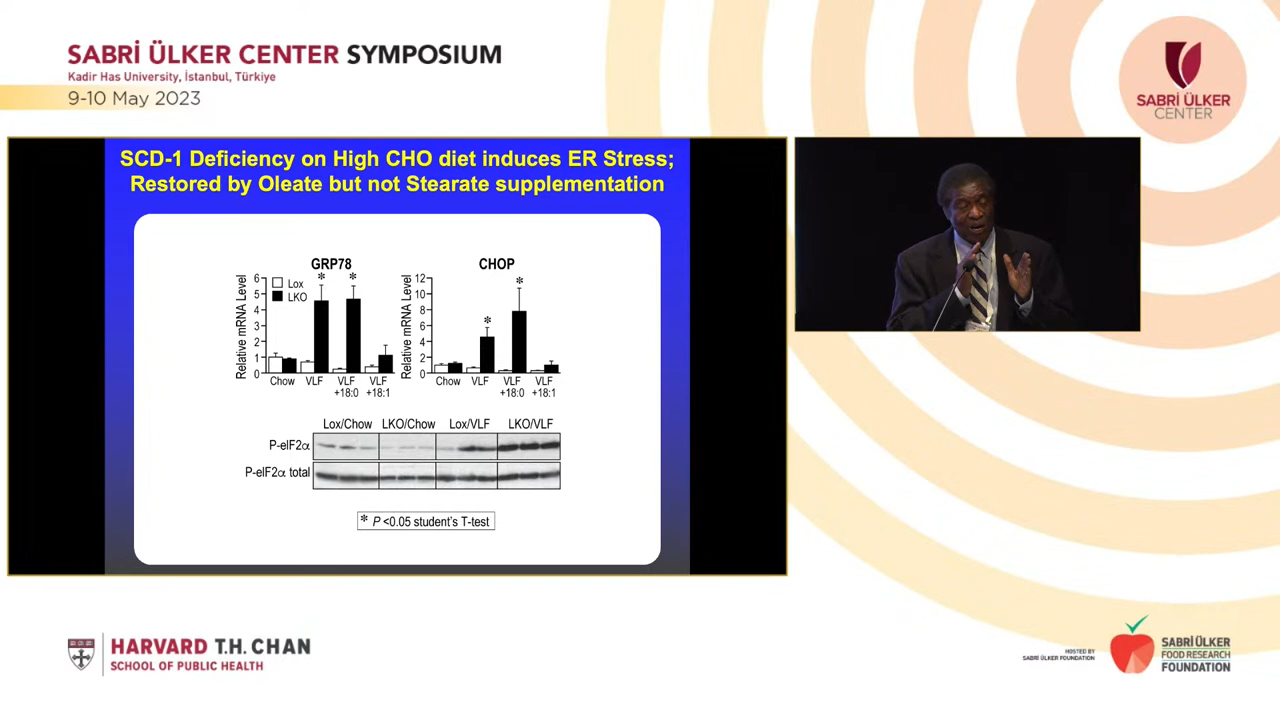 SABRİ ÜLKER CENTER SYMPOSIUM
Kadir Has University, İstanbul, Türkiye
9-10 May 2023
SABRİ ÜLKER
CENTER
SCD-1 Deficiency on High CHO diet induces ER Stress;
Restored by Oleate but not Stearate supplementation
GRP78
Relative mRNA Level
6
5
4
3
2
1
0
Lox
LKO
* *
Chow VLF VLF +18:0 VLF +18:1
CHOP
Relative mRNA Level
12
10
8
6
4
2
0
* *
Chow VLF VLF +18:0 VLF +18:1
Lox/Chow LKO/Chow Lox/VLF LKO/VLF
P-eIF2α
P-eIF2α total
* P <0.05 student's T-test
HARVARD T.H. CHAN
SCHOOL OF PUBLIC HEALTH
HOSTED BY
SABRİ ÜLKER FOUNDATION
SABRİ ÜLKER
FOOD RESEARCH
FOUNDATION